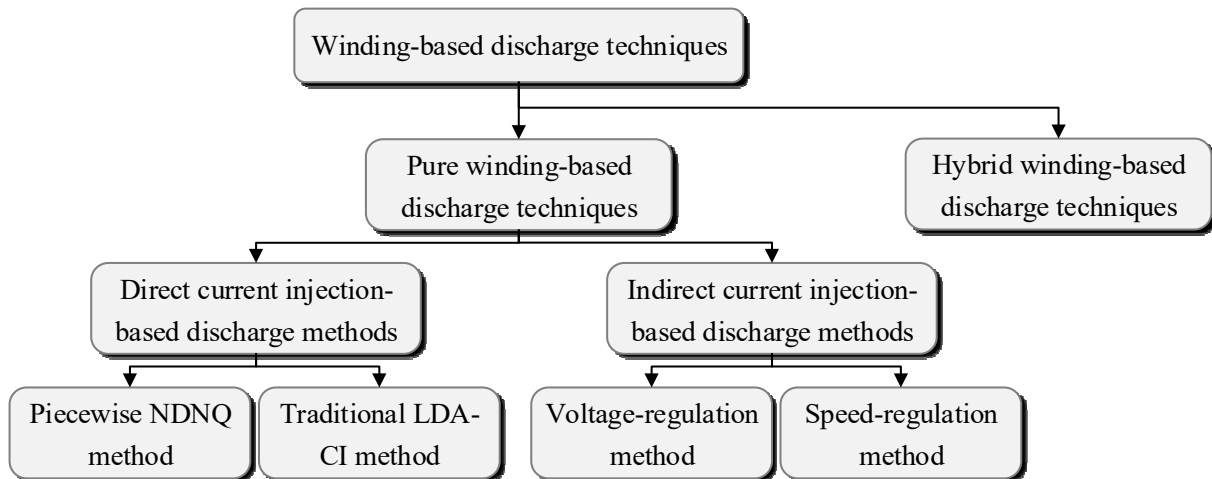 Winding-based discharge techniques
Pure winding-based
discharge techniques
Hybrid winding-based
discharge techniques
Direct current injection-
based discharge methods
Indirect current injection-
based discharge methods
Piecewise NDNQ
method
Traditional LDA-
CI method
Voltage-regulation
method
Speed-regulation
method